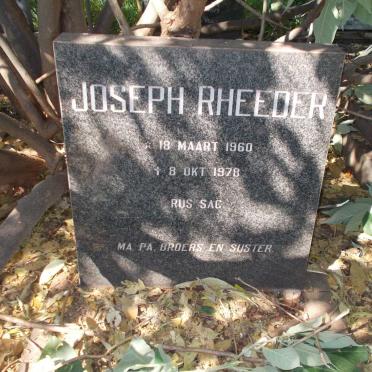 JOSEPH RHEEDER
* 18 MAART 1960
† 8 OKT 1978
RUS SAG
MA, PA, BROERS EN SUSTER